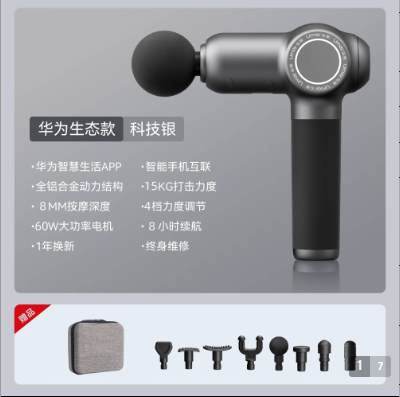 华为生态款 科技银
·华为智慧生活APP ·智能手机互联
·全铝合金动力结构 ·15KG打击力度
·8MM按摩深度 ·4档力度调节
·60W大功率电机 ·8小时续航
·1年换新 ·终身维修
赠品
1 7